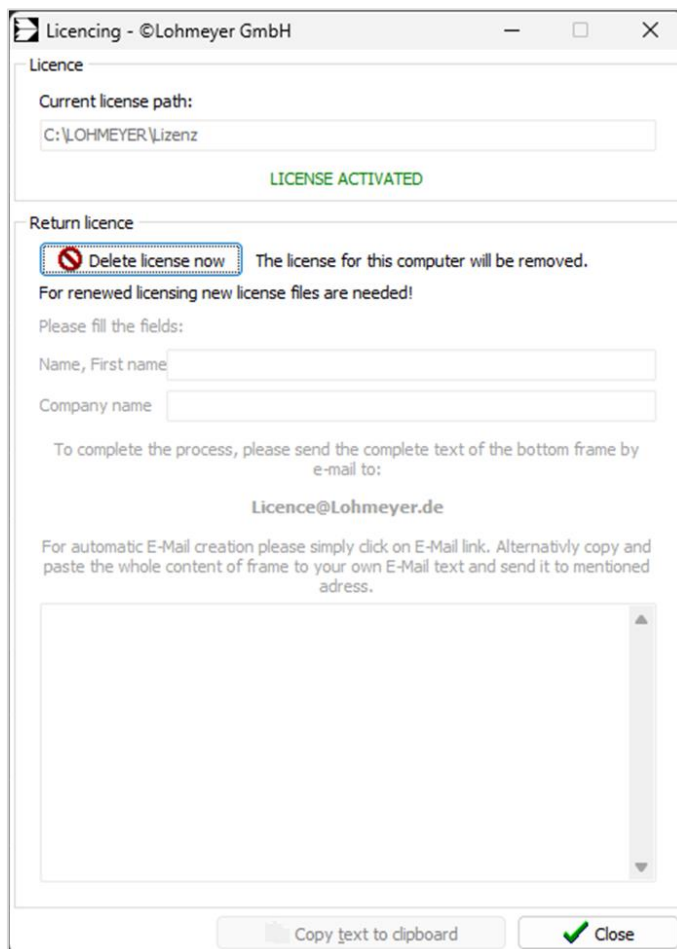 Licencing - ©Lohmeyer GmbH
Licence
Current license path:
C:\LOHMEYER\Lizenz
LICENSE ACTIVATED
Return licence
Delete license now The license for this computer will be removed.
For renewed licensing new license files are needed!
Please fill the fields:
Name, First name
Company name
To complete the process, please send the complete text of the bottom frame by
e-mail to:
Licence@Lohmeyer.de
For automatic E-Mail creation please simply click on E-Mail link. Alternativly copy and
paste the whole content of frame to your own E-Mail text and send it to mentioned
adress.
Copy text to clipboard Close